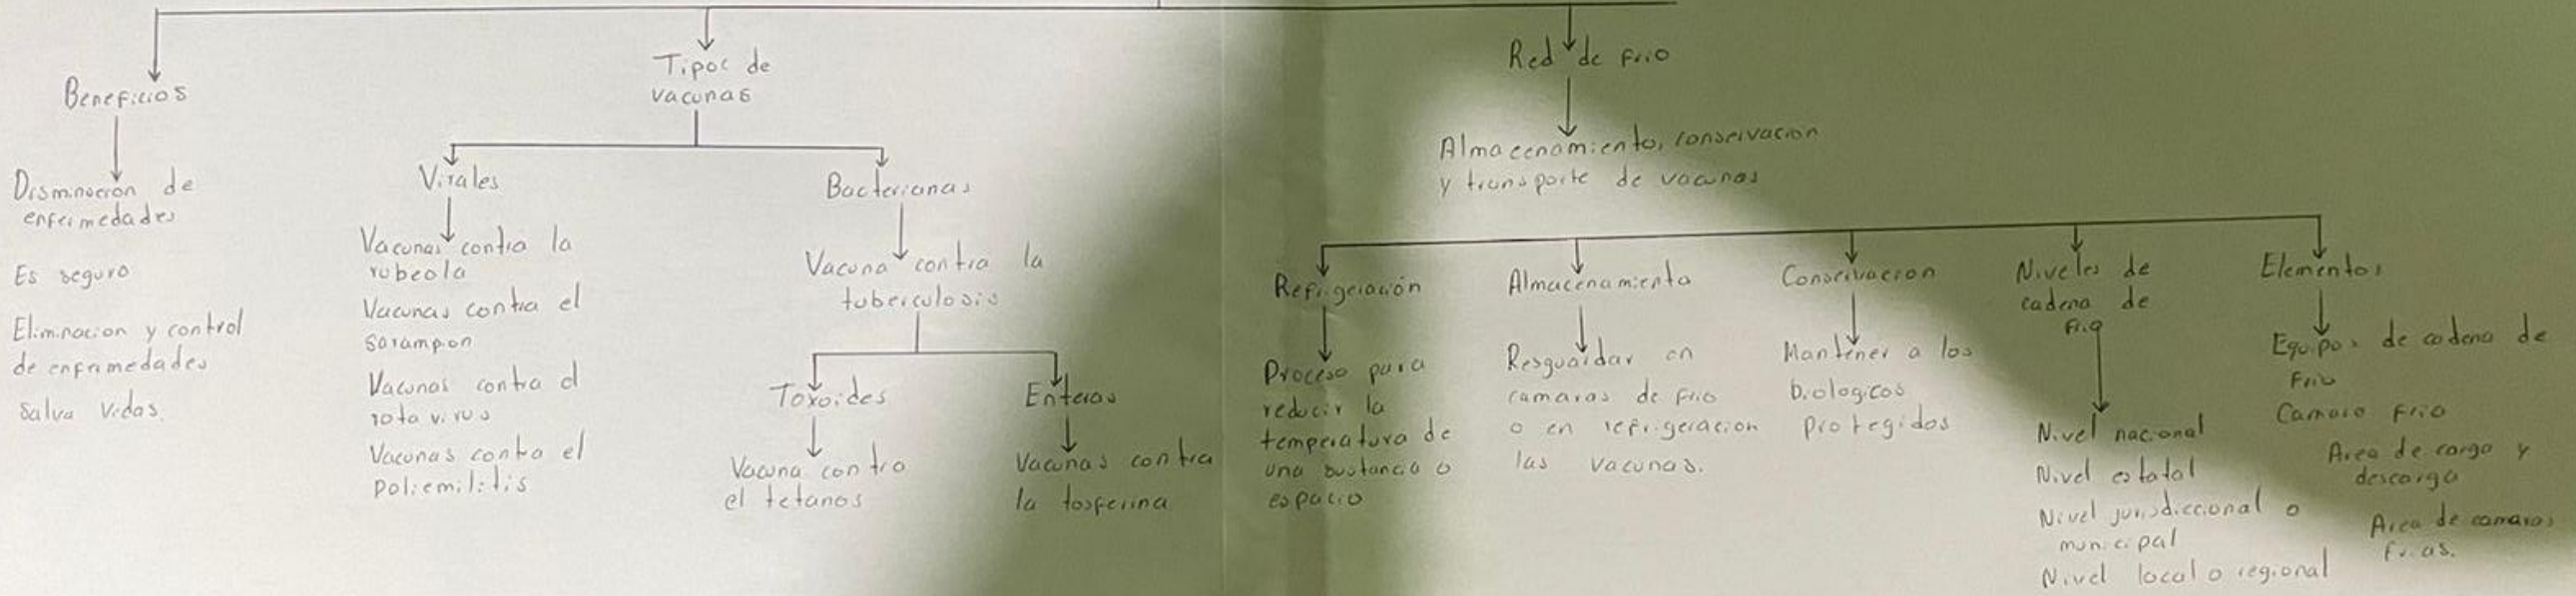 Beneficios
Disminucion de
enfermedades
Es seguro
Eliminacion y control
de enfermedades
Salva vidas.
Tipos de
vacunas
Virales
Vacunas contra la
rubeola
Vacunas contra el
sarampon
Vacunas contra el
rota virus
Vacunas contra el
poliemilitis
Bacterianas
Vacuna contra la
tuberculosis
Toxoides
Vacuna contra
el tetanos
Enteras
Vacunas contra
la tosferina
Red de frio
Almacenamiento, conservacion
y transporte de vacunas
Refrigeración
Proceso para
reducir la
temperatura de
una sustancia o
espacio
Almacenamiento
Resguardar en
camaras de frio
o en refrigeracion
las vacunas.
Conservacion
Mantener a los
biologicos
protegidos
Niveles de
cadena de
frio
Nivel nacional
Nivel estatal
Nivel jurisdiccional o
municipal
Nivel local o regional
Elementos
Equipos de cadena de
frio
Camara fria
Area de carga y
descarga
Area de camaras
frias.